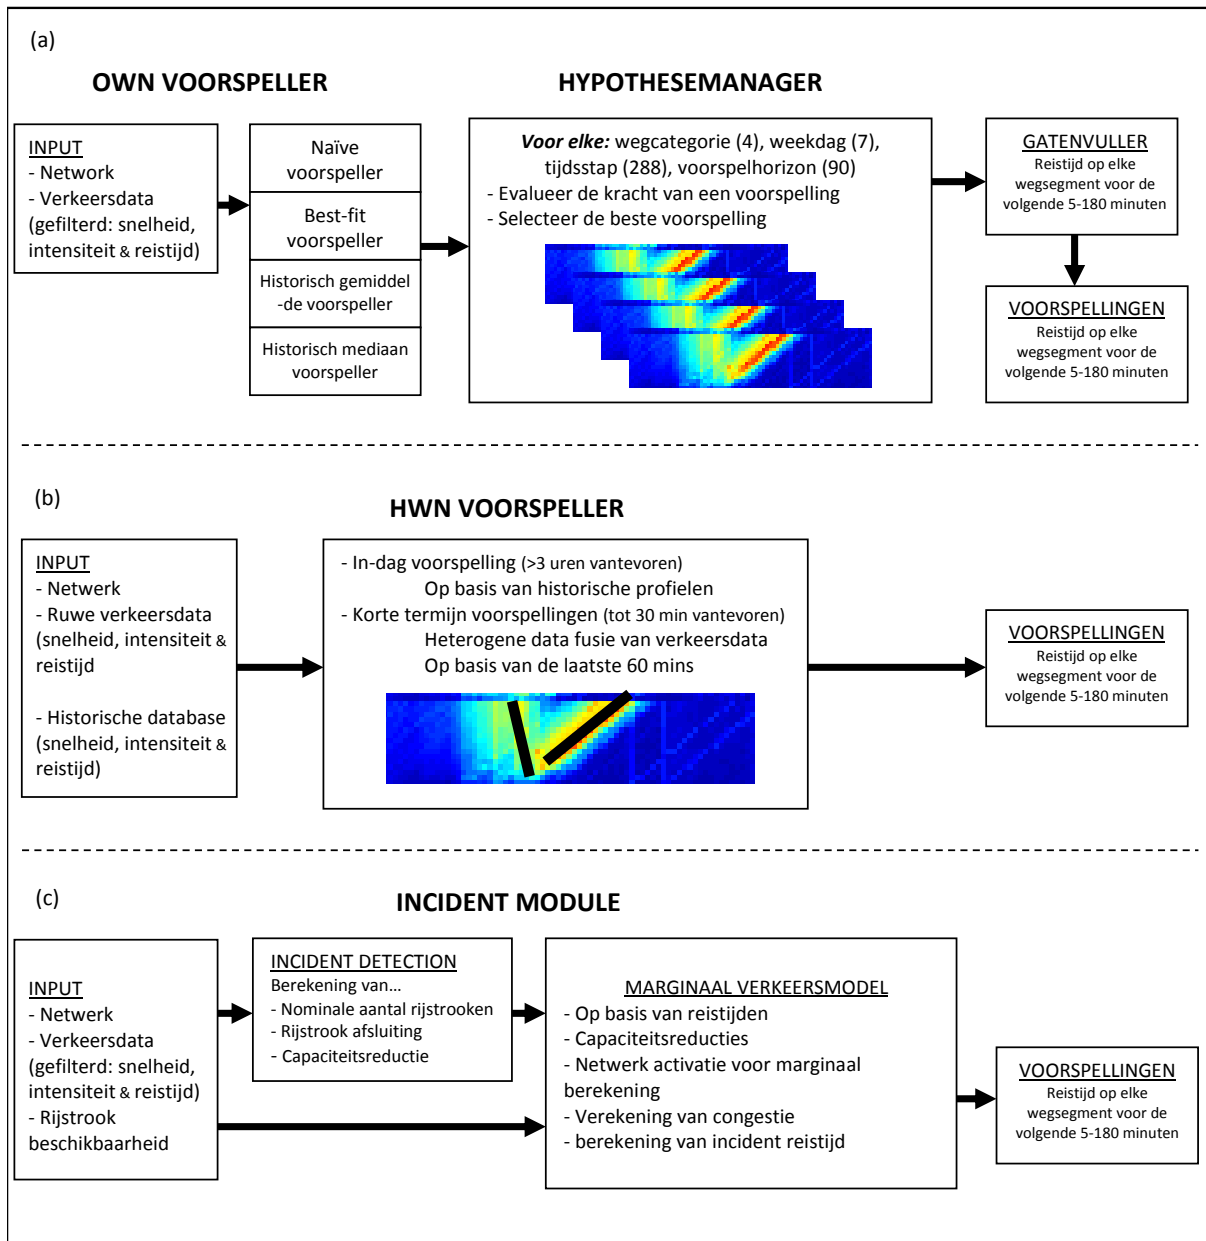 (a)
OWN VOORSPELLER
HYPOTHESEMANAGER
INPUT
- Network
- Verkeersdata
(gefilterd: snelheid,
intensiteit & reistijd)
Naïve
voorspeller
Best-fit
voorspeller
Historisch gemiddel
-de voorspeller
Historisch mediaan
voorspeller
Voor elke: wegcategorie (4), weekdag (7),
tijdsstap (288), voorspelhorizon (90)
- Evalueer de kracht van een voorspelling
- Selecteer de beste voorspelling
GATENVULLER
Reistijd op elke
wegsegment voor de
volgende 5-180 minuten
VOORSPELLINGEN
Reistijd op elke
wegsegment voor de
volgende 5-180 minuten
(b)
HWN VOORSPELLER
INPUT
- Netwerk
- Ruwe verkeersdata
(snelheid, intensiteit &
reistijd
- Historische database
(snelheid, intensiteit &
reistijd)
- In-dag voorspelling (>3 uren vantevoren)
Op basis van historische profielen
- Korte termijn voorspellingen (tot 30 min vantevoren)
Heterogene data fusie van verkeersdata
Op basis van de laatste 60 mins
VOORSPELLINGEN
Reistijd op elke
wegsegment voor de
volgende 5-180 minuten
(c)
INCIDENT MODULE
INPUT
- Netwerk
- Verkeersdata
(gefilterd: snelheid,
intensiteit & reistijd)
- Rijstrook
beschikbaarheid
INCIDENT DETECTION
Berekening van...
- Nominale aantal rijstrooken
- Rijstrook afsluiting
- Capaciteitsreductie
MARGINAAL VERKEERSMODEL
- Op basis van reistijden
- Capaciteitsreducties
- Netwerk activatie voor marginaal
berekening
- Verekening van congestie
- berekening van incident reistijd
VOORSPELLINGEN
Reistijd op elke
wegsegment voor de
volgende 5-180 minuten